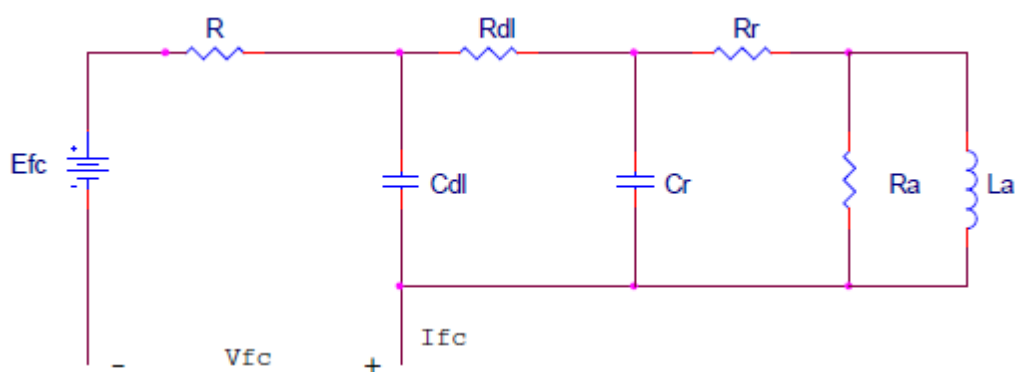 R Rdl Rr
+
Efc
-
Cdl Cr Ra La
Ifc
- Vfc +